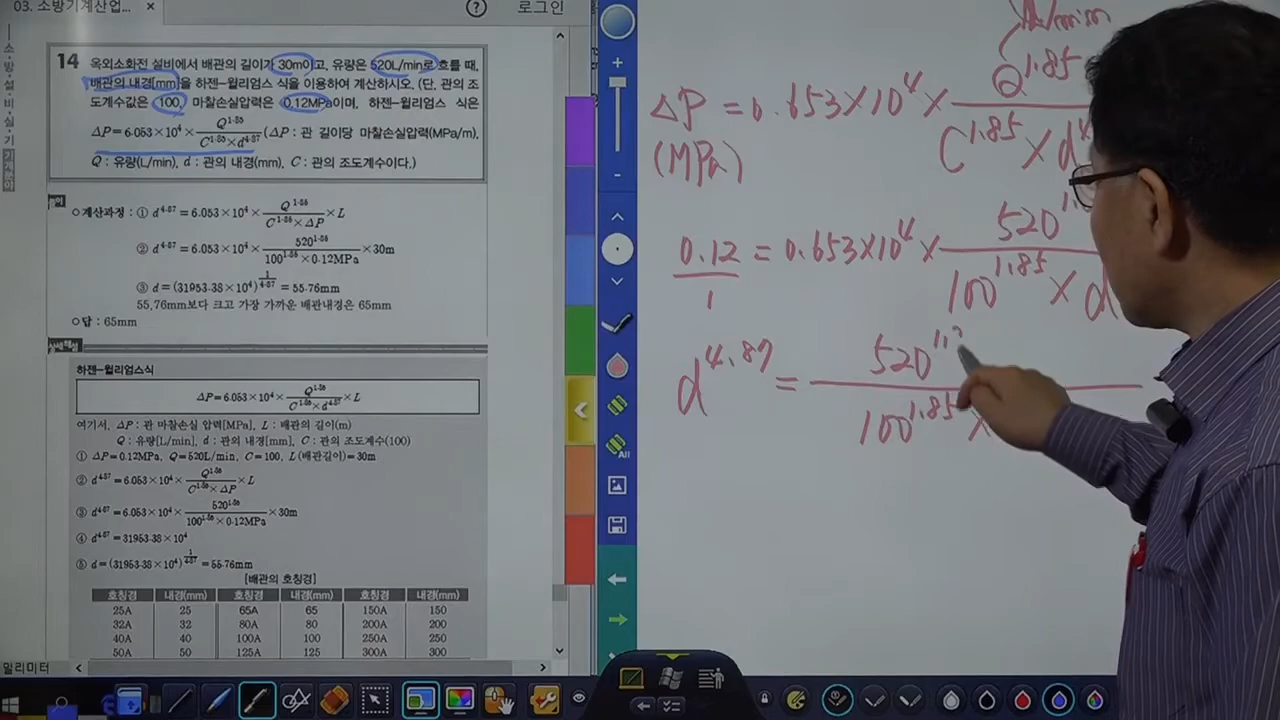 03. 소방기계산업... × ? 로그인
소·방·설·비·실·기
기계분야
14 옥외소화전 설비에서 배관의 길이가 30m이고, 유량은 520L/min로 흐를 때,
배관의 내경[mm]을 하젠-윌리엄스 식을 이용하여 계산하시오. (단, 관의 조
도계수값은 100, 마찰손실압력은 0.12MPa이며, 하젠-윌리엄스 식은
ΔP=6.053×10⁴× Q^1.85 / (C^1.85×d^4.87) (ΔP : 관 길이당 마찰손실압력(MPa/m),
Q : 유량(L/min), d : 관의 내경(mm), C : 관의 조도계수이다.)
○계산과정 : ① d^4.87=6.053×10⁴× Q^1.85 / (C^1.85×ΔP) ×L
② d^4.87=6.053×10⁴× 520^1.85 / (100^1.85×0.12MPa) ×30m
③ d=(31953.38×10⁴)^(1/4.87)=55.76mm
55.76mm보다 크고 가장 가까운 배관내경은 65mm
○답 : 65mm
상세해설
하젠-윌리엄스식
ΔP=6.053×10⁴× Q^1.85 / (C^1.85×d^4.87) ×L
여기서, ΔP : 관 마찰손실 압력[MPa], L : 배관의 길이(m)
Q : 유량[L/min], d : 관의 내경[mm], C : 관의 조도계수(100)
① ΔP=0.12MPa, Q=520L/min, C=100, L(배관길이)=30m
② d^4.87=6.053×10⁴× Q^1.85 / (C^1.85×ΔP) ×L
③ d^4.87=6.053×10⁴× 520^1.85 / (100^1.85×0.12MPa) ×30m
④ d^4.87=31953.38×10⁴
⑤ d=(31953.38×10⁴)^(1/4.87)=55.76mm
[배관의 호칭경]
호칭경 내경(mm) 호칭경 내경(mm) 호칭경 내경(mm)
25A 25 65A 65 150A 150
32A 32 80A 80 200A 200
40A 40 100A 100 250A 250
50A 50 125A 125 300A 300
밀리미터
All
ΔP = 0.653×10⁴× Q^1.85 / (C^1.85 × d
(MPa)
0.12 / 1 = 0.653×10⁴× 520 / (100^1.85 × d
d^4.87 = 520 / (100^1.85 ×